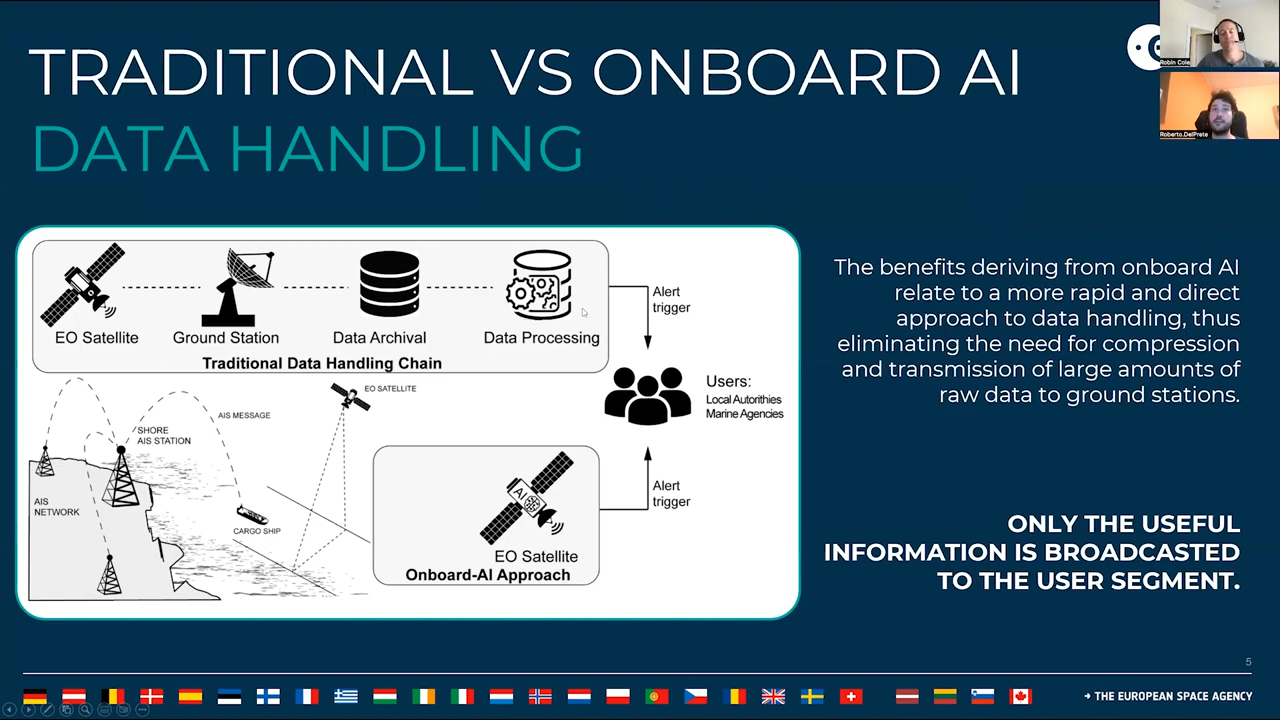 TRADITIONAL VS ONBOARD AI
DATA HANDLING
Robin Cole
Roberto.DelPrete
EO Satellite
Ground Station
Data Archival
Data Processing
Traditional Data Handling Chain
Alert
trigger
Users:
Local Autorithies
Marine Agencies
EO SATELLITE
AIS MESSAGE
SHORE
AIS STATION
AIS
NETWORK
CARGO SHIP
AI
EO Satellite
Onboard-AI Approach
Alert
trigger
The benefits deriving from onboard AI
relate to a more rapid and direct
approach to data handling, thus
eliminating the need for compression
and transmission of large amounts of
raw data to ground stations.
ONLY THE USEFUL
INFORMATION IS BROADCASTED
TO THE USER SEGMENT.
5
→ THE EUROPEAN SPACE AGENCY